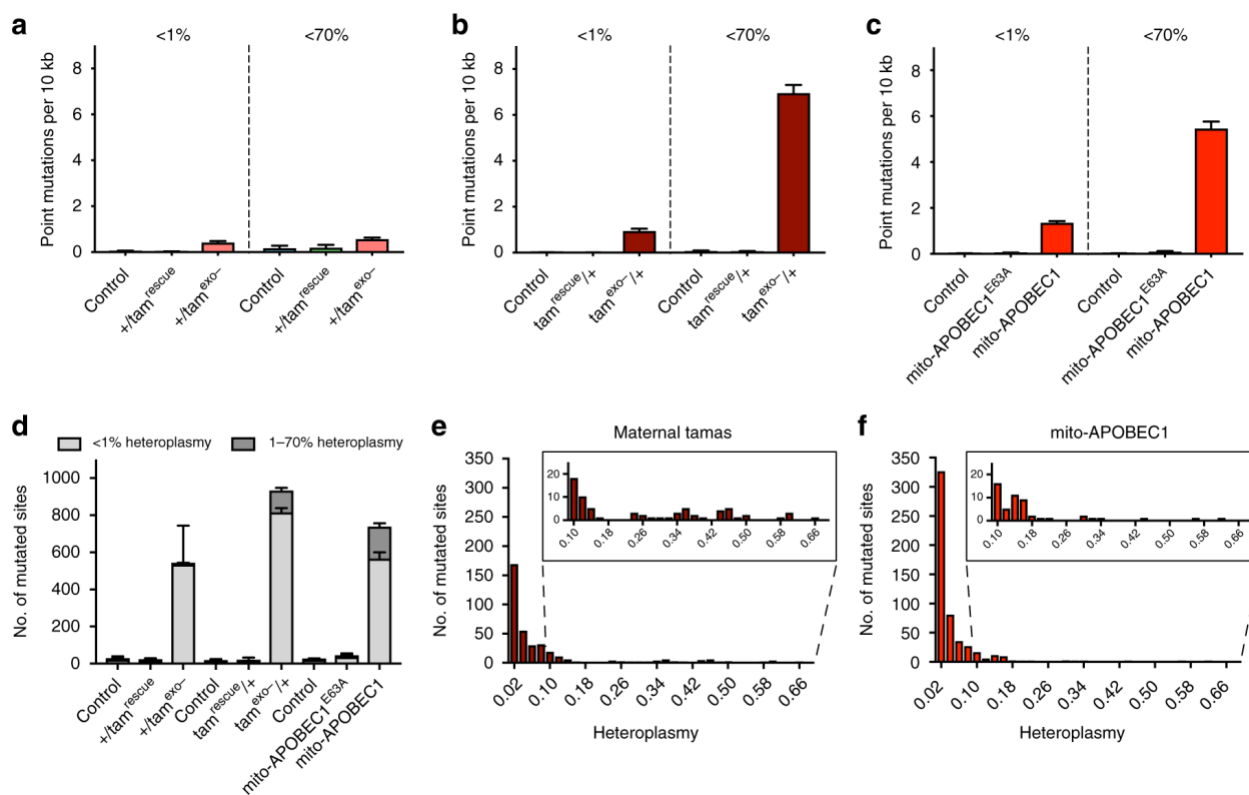 a
<1%
<70%
Point mutations per 10 kb
8
6
4
2
0
Control
+/tam^rescue
+/tam^exo–
Control
+/tam^rescue
+/tam^exo–
b
<1%
<70%
Point mutations per 10 kb
8
6
4
2
0
Control
tam^rescue/+
tam^exo–/+
Control
tam^rescue/+
tam^exo–/+
c
<1%
<70%
Point mutations per 10 kb
8
6
4
2
0
Control
mito-APOBEC1^E63A
mito-APOBEC1
Control
mito-APOBEC1^E63A
mito-APOBEC1
d
<1% heteroplasmy
1–70% heteroplasmy
No. of mutated sites
1000
800
600
400
200
0
Control
+/tam^rescue
+/tam^exo–
Control
tam^rescue/+
tam^exo–/+
Control
mito-APOBEC1^E63A
mito-APOBEC1
e
Maternal tamas
No. of mutated sites
350
300
250
200
150
100
50
0
20
10
0
0.10
0.18
0.26
0.34
0.42
0.50
0.58
0.66
0.02
0.10
0.18
0.26
0.34
0.42
0.50
0.58
0.66
Heteroplasmy
f
mito-APOBEC1
No. of mutated sites
350
300
250
200
150
100
50
0
20
10
0
0.10
0.18
0.26
0.34
0.42
0.50
0.58
0.66
0.02
0.10
0.18
0.26
0.34
0.42
0.50
0.58
0.66
Heteroplasmy